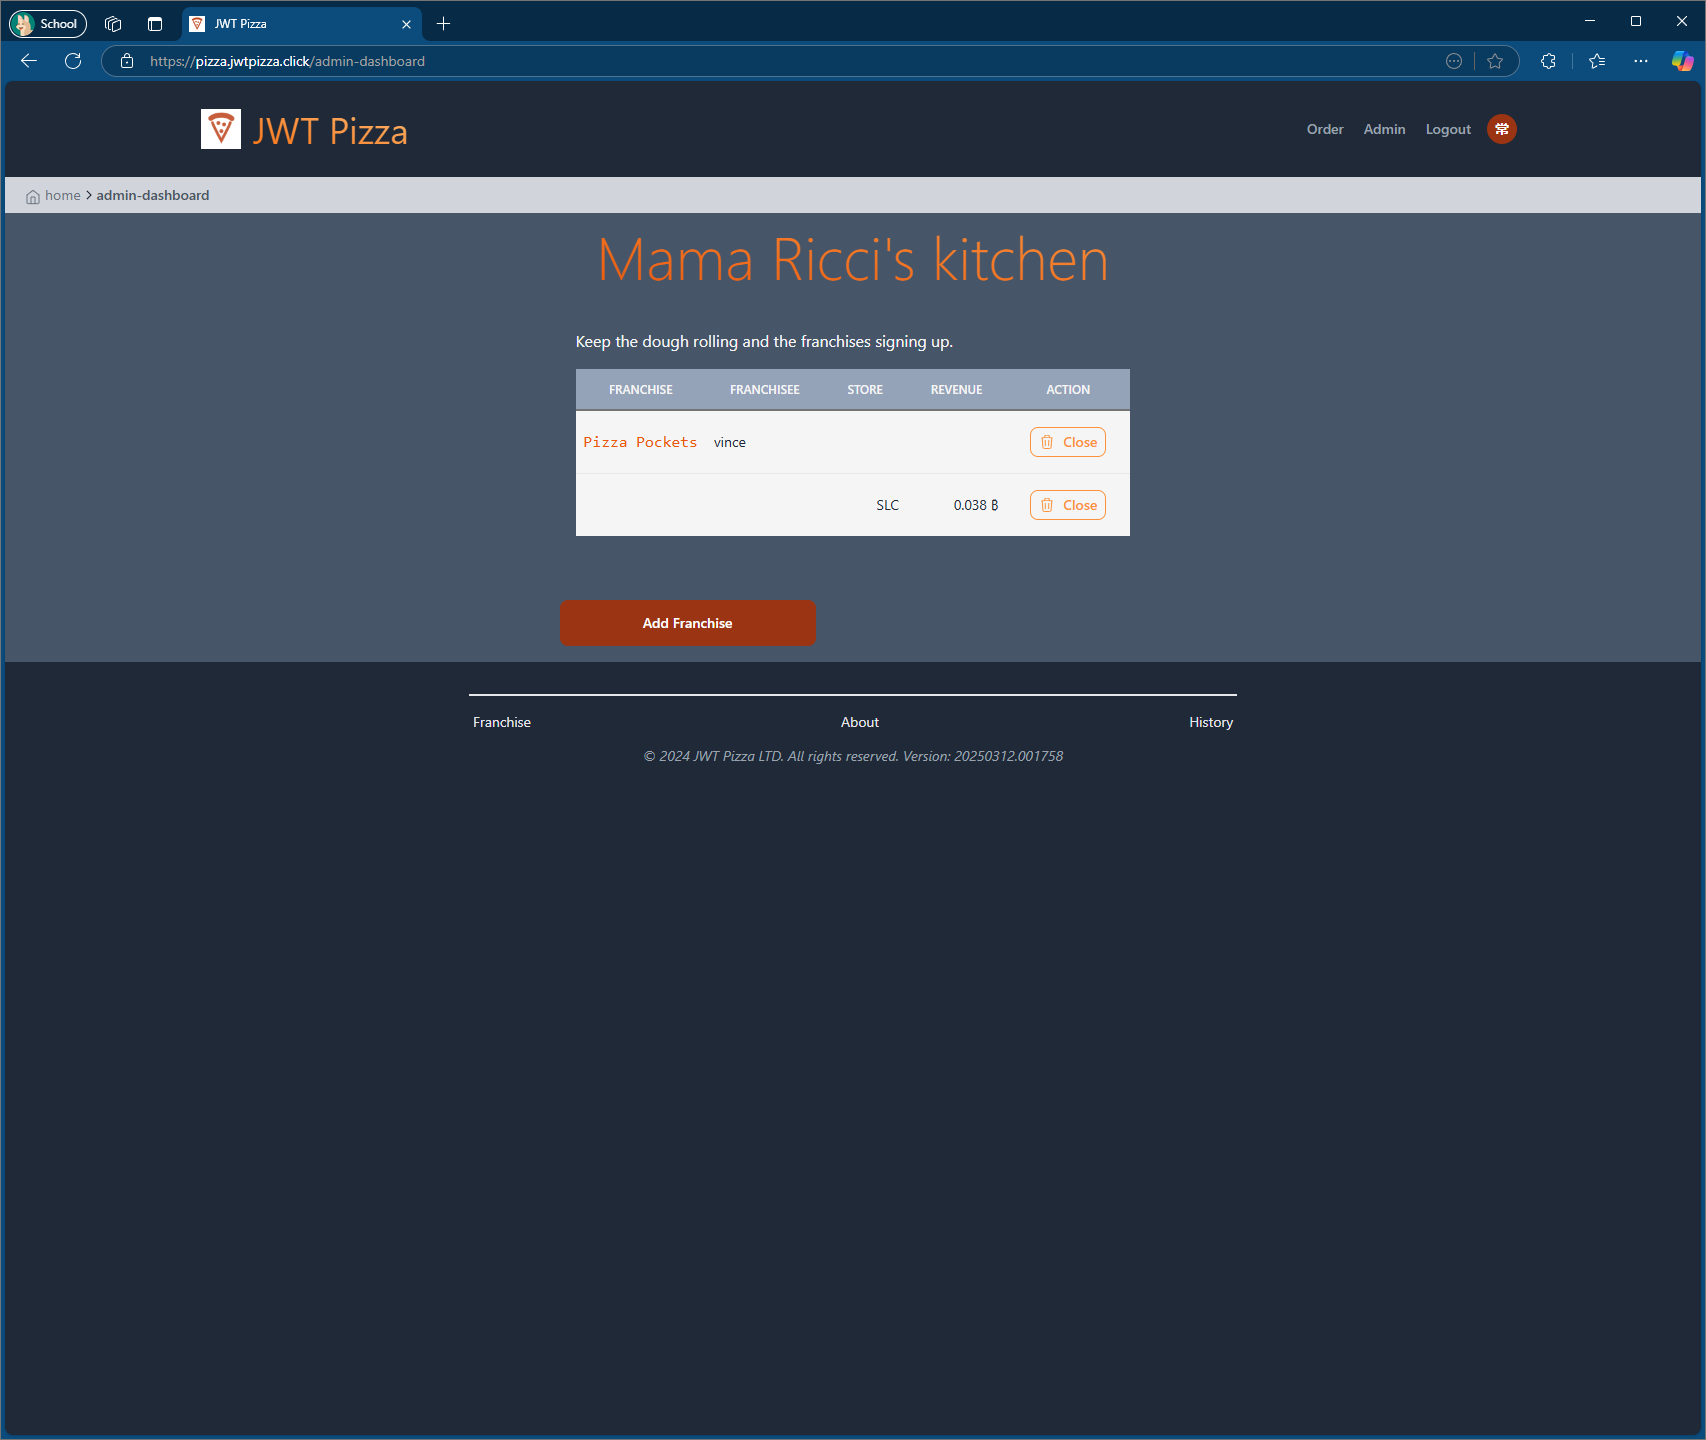 School
JWT Pizza
https://pizza.jwtpizza.click/admin-dashboard
JWT Pizza
Order Admin Logout 常
home > admin-dashboard
Mama Ricci's kitchen
Keep the dough rolling and the franchises signing up.
FRANCHISE FRANCHISEE STORE REVENUE ACTION
Pizza Pockets vince Close
SLC 0.038 ₿ Close
Add Franchise
Franchise About History
© 2024 JWT Pizza LTD. All rights reserved. Version: 20250312.001758